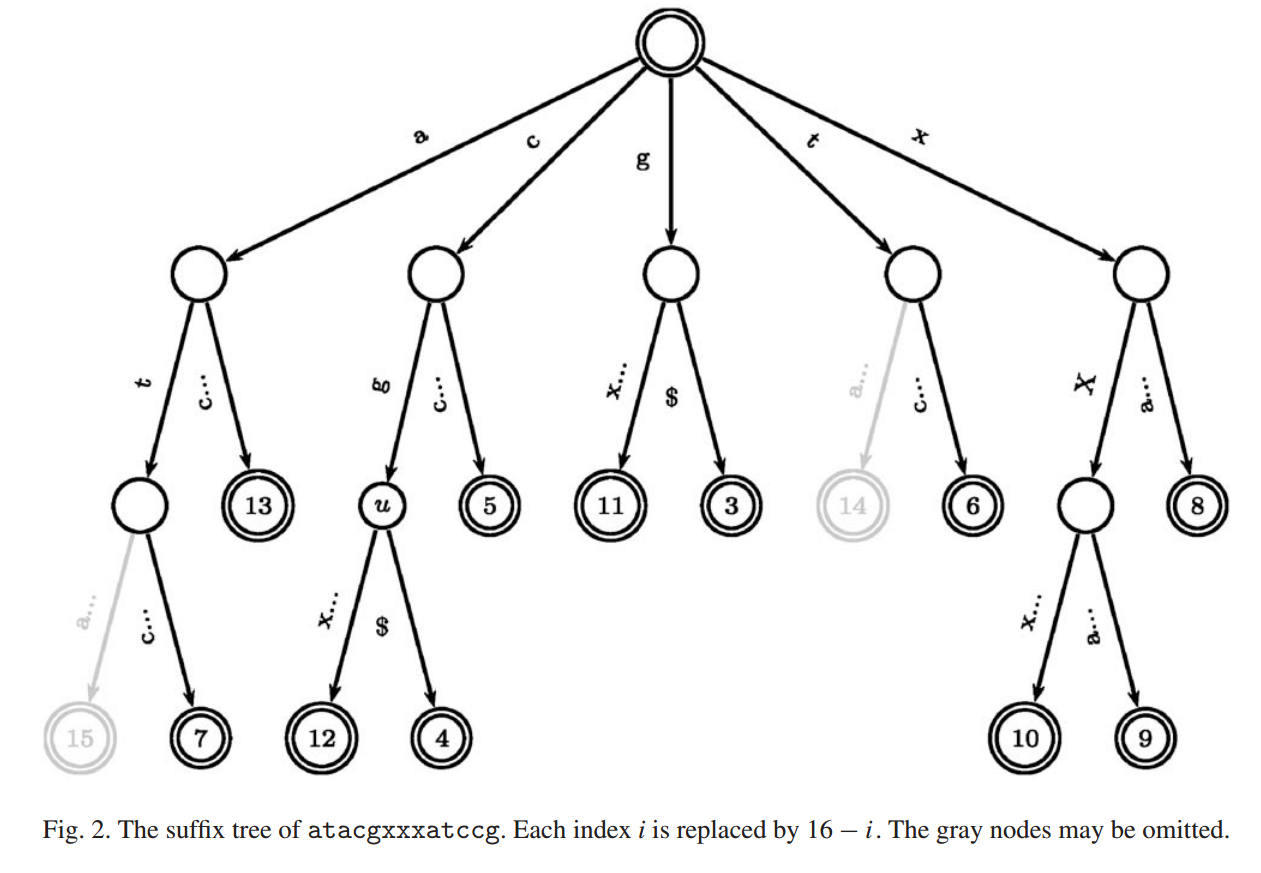 a c g t x
t c... g c... x... $ a... c... x a...
13 u 5 11 3 14 6 8
a... c... x... $ x... a...
15 7 12 4 10 9
Fig. 2. The suffix tree of atacgxxxatccg. Each index i is replaced by 16 − i. The gray nodes may be omitted.